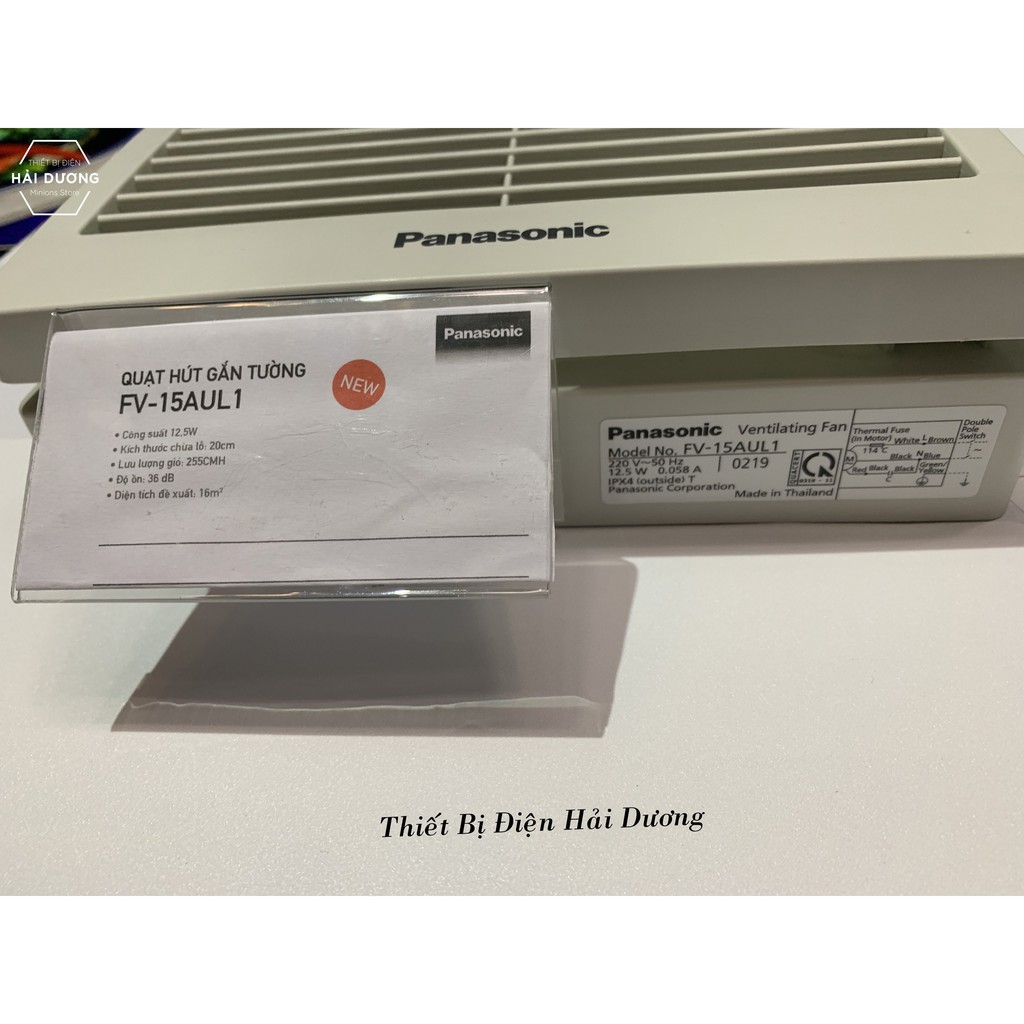 THIẾT BỊ ĐIỆN
HẢI DƯƠNG
Minions Store
Panasonic
Panasonic
QUẠT HÚT GẮN TƯỜNG
FV-15AUL1
NEW
• Công suất 12,5W
• Kích thước chừa lỗ: 20cm
• Lưu lượng gió: 255CMH
• Độ ồn: 36 dB
• Diện tích đề xuất: 16m²
Panasonic Ventilating Fan
Model No. FV-15AUL1
220 V~50 Hz
12.5 W 0.058 A
0219
IPX4 (outside) T
Panasonic Corporation
Made in Thailand
QUACERT
Thermal Fuse
(In Motor)
114°C
White L Brown
Double
Pole
Switch
M
Black N Blue
Red Black Black Green/
Yellow
C
Thiết Bị Điện Hải Dương